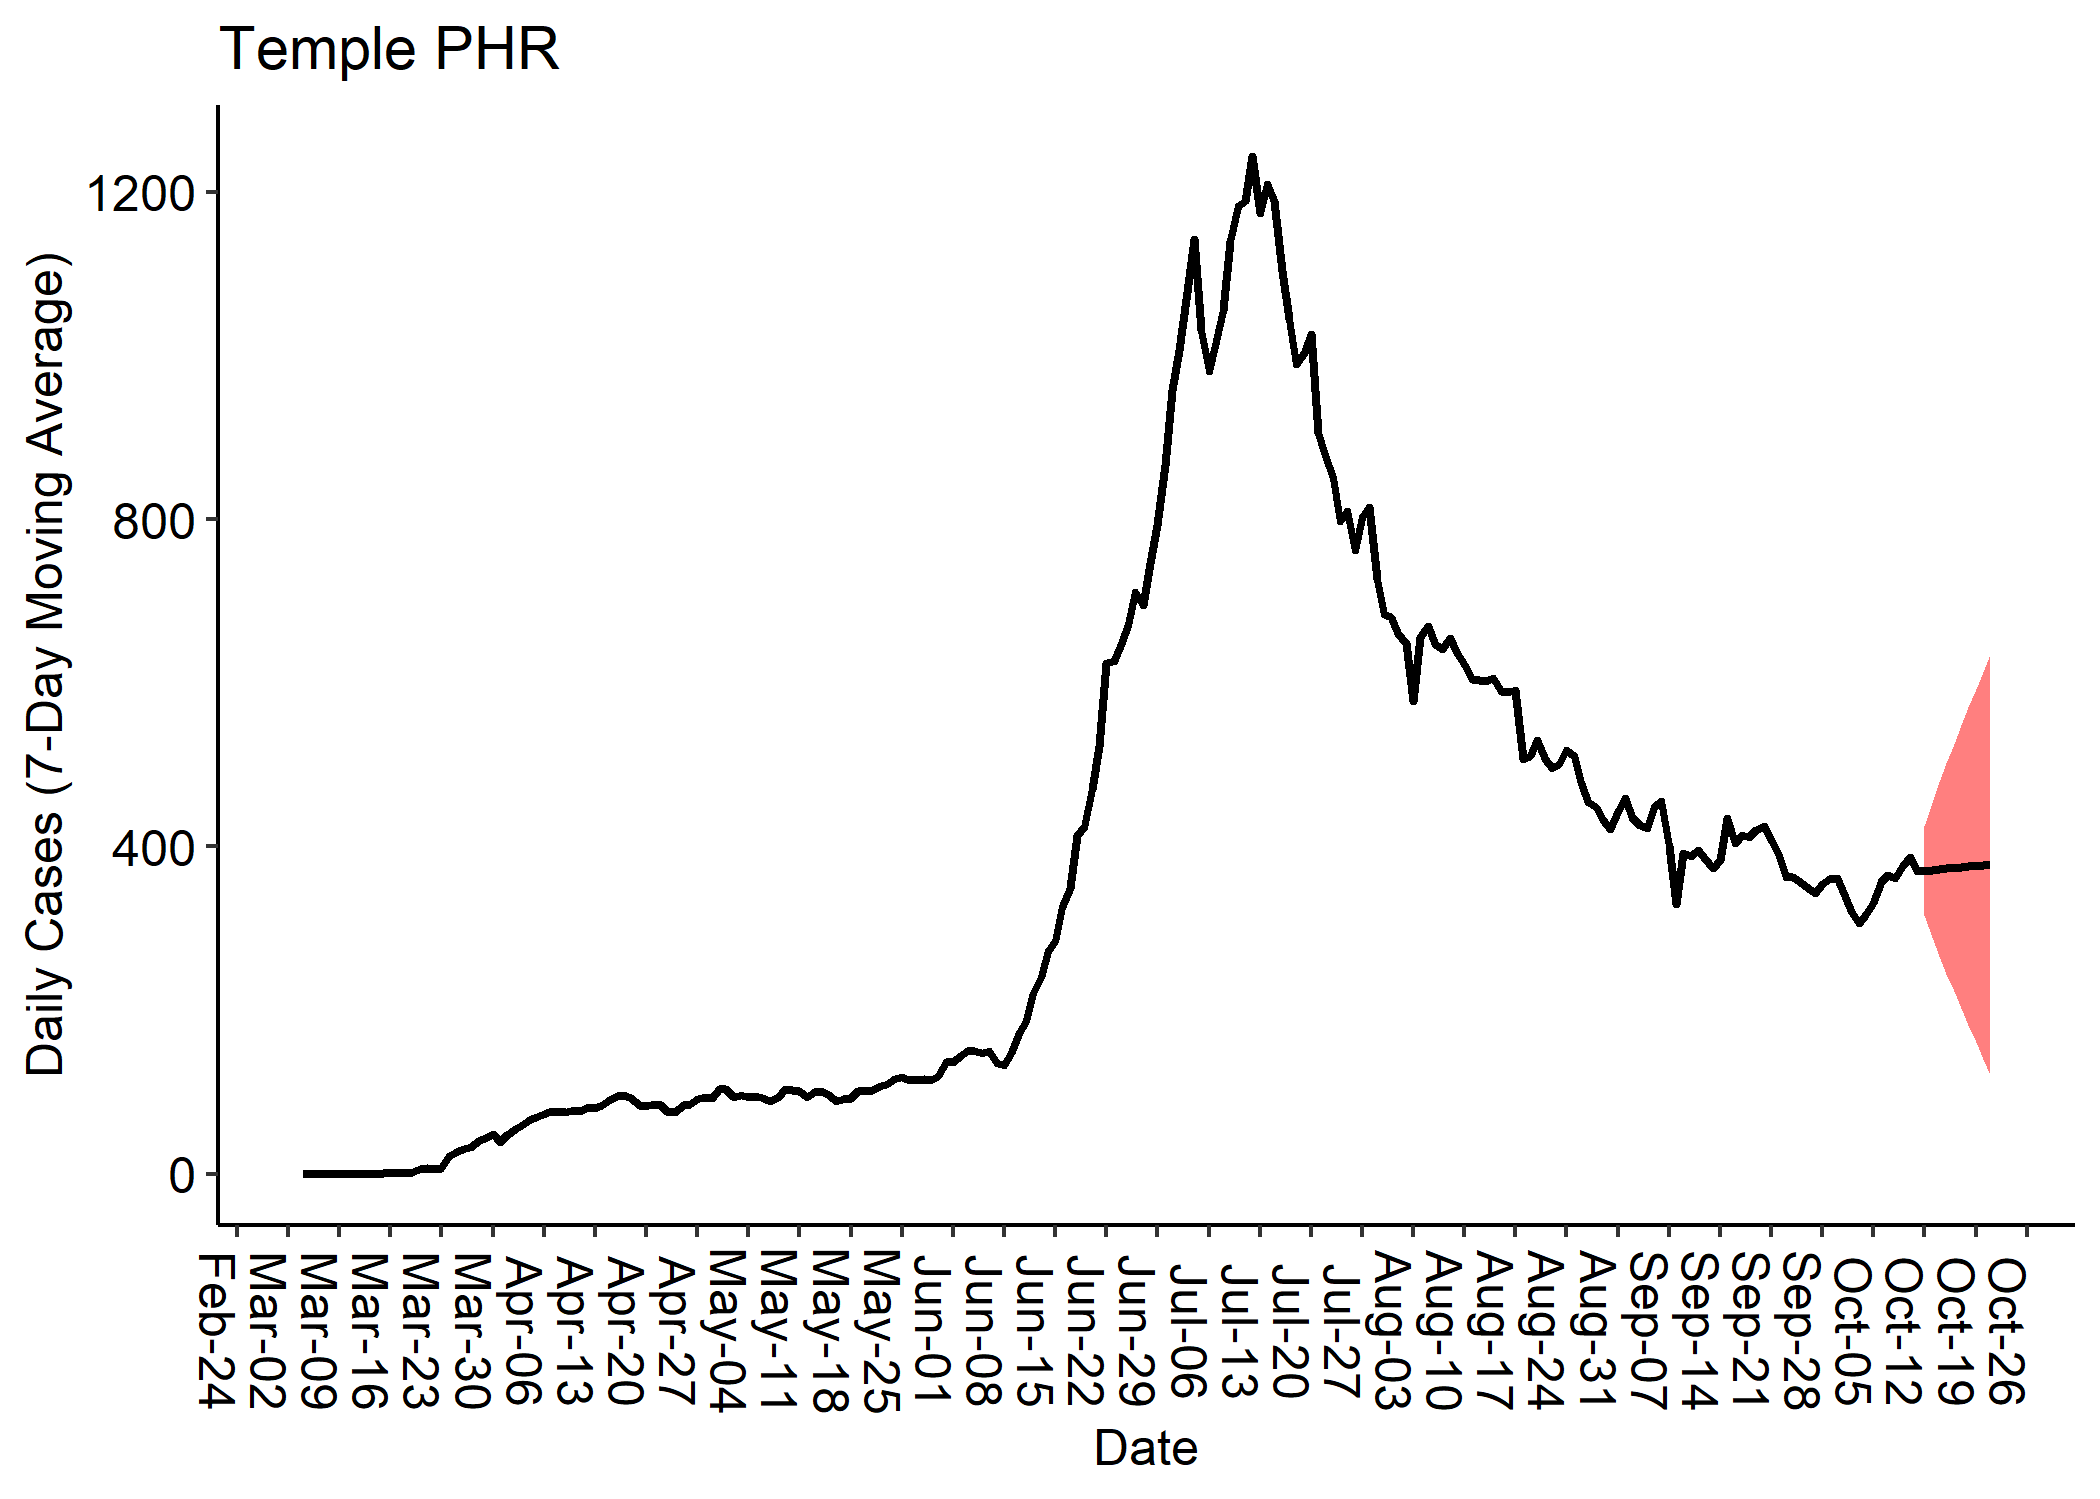 Temple PHR
Daily Cases (7-Day Moving Average)
1200
800
400
0
Feb-24
Mar-02
Mar-09
Mar-16
Mar-23
Mar-30
Apr-06
Apr-13
Apr-20
Apr-27
May-04
May-11
May-18
May-25
Jun-01
Jun-08
Jun-15
Jun-22
Jun-29
Jul-06
Jul-13
Jul-20
Jul-27
Aug-03
Aug-10
Aug-17
Aug-24
Aug-31
Sep-07
Sep-14
Sep-21
Sep-28
Oct-05
Oct-12
Oct-19
Oct-26
Date